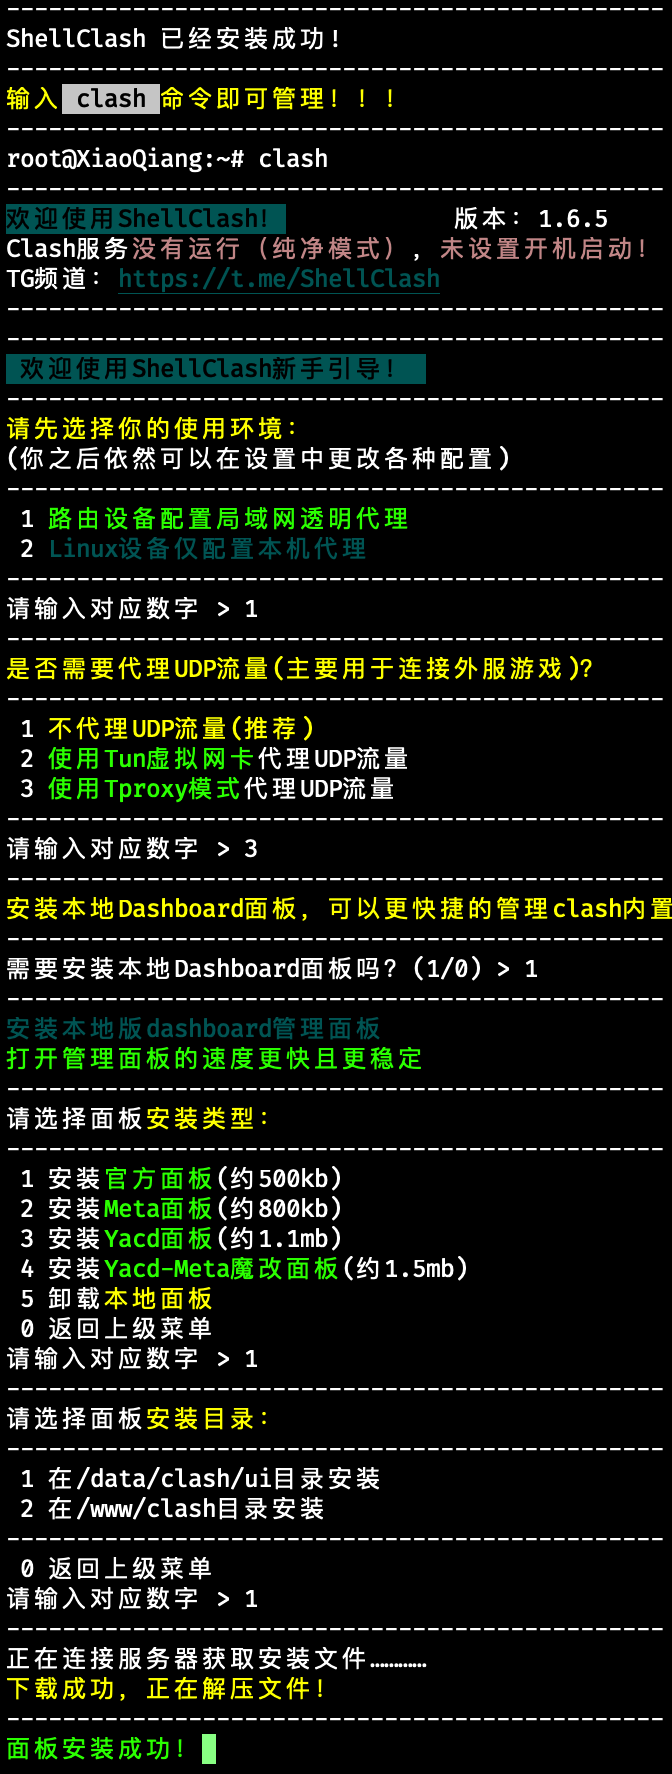 -----------------------------------------------
ShellClash 已经安装成功!
-----------------------------------------------
输入 clash 命令即可管理！！！
-----------------------------------------------
root@XiaoQiang:~# clash
-----------------------------------------------
欢迎使用ShellClash! 版本：1.6.5
Clash服务没有运行（纯净模式），未设置开机启动!
TG频道：https://t.me/ShellClash
-----------------------------------------------
-----------------------------------------------
欢迎使用ShellClash新手引导!
-----------------------------------------------
请先选择你的使用环境：
(你之后依然可以在设置中更改各种配置)
-----------------------------------------------
1 路由设备配置局域网透明代理
2 Linux设备仅配置本机代理
-----------------------------------------------
请输入对应数字 > 1
-----------------------------------------------
是否需要代理UDP流量(主要用于连接外服游戏)?
-----------------------------------------------
1 不代理UDP流量(推荐)
2 使用Tun虚拟网卡代理UDP流量
3 使用Tproxy模式代理UDP流量
-----------------------------------------------
请输入对应数字 > 3
-----------------------------------------------
安装本地Dashboard面板，可以更快捷的管理clash内置
-----------------------------------------------
需要安装本地Dashboard面板吗？(1/0) > 1
-----------------------------------------------
安装本地版dashboard管理面板
打开管理面板的速度更快且更稳定
-----------------------------------------------
请选择面板安装类型：
-----------------------------------------------
1 安装官方面板(约500kb)
2 安装Meta面板(约800kb)
3 安装Yacd面板(约1.1mb)
4 安装Yacd-Meta魔改面板(约1.5mb)
5 卸载本地面板
0 返回上级菜单
请输入对应数字 > 1
-----------------------------------------------
请选择面板安装目录：
-----------------------------------------------
1 在/data/clash/ui目录安装
2 在/www/clash目录安装
-----------------------------------------------
0 返回上级菜单
请输入对应数字 > 1
-----------------------------------------------
正在连接服务器获取安装文件…………
下载成功，正在解压文件!
-----------------------------------------------
面板安装成功!